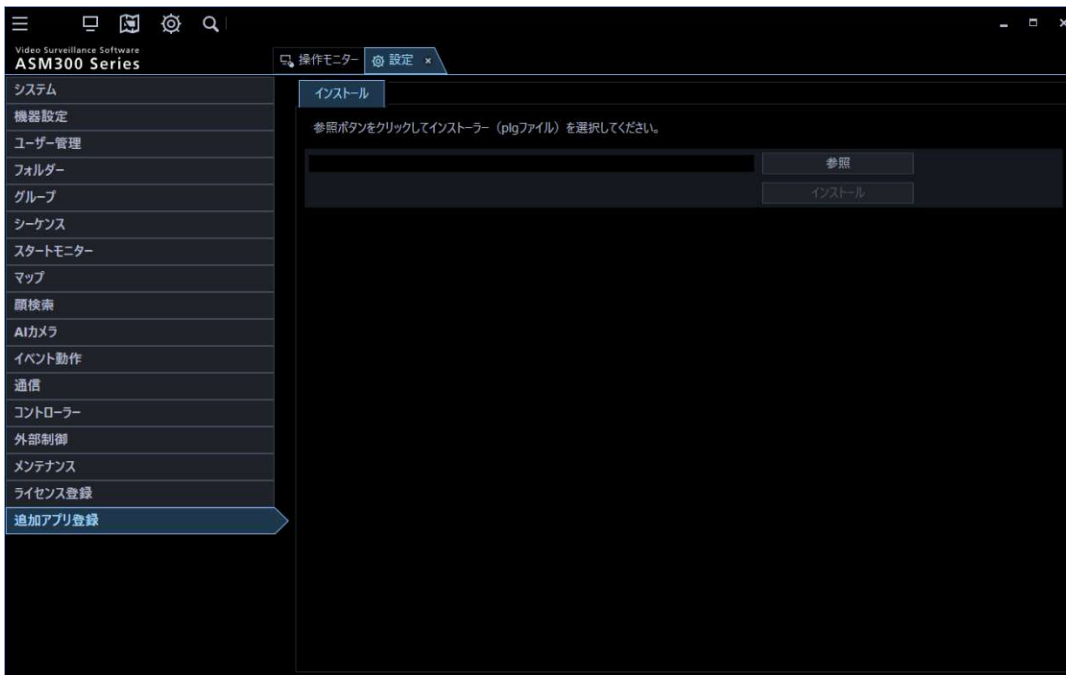 Video Surveillance Software
ASM300 Series
操作モニター
設定 ×
システム
機器設定
ユーザー管理
フォルダー
グループ
シーケンス
スタートモニター
マップ
顔検索
AIカメラ
イベント動作
通信
コントローラー
外部制御
メンテナンス
ライセンス登録
追加アプリ登録
インストール
参照ボタンをクリックしてインストーラー（plgファイル）を選択してください。
参照
インストール